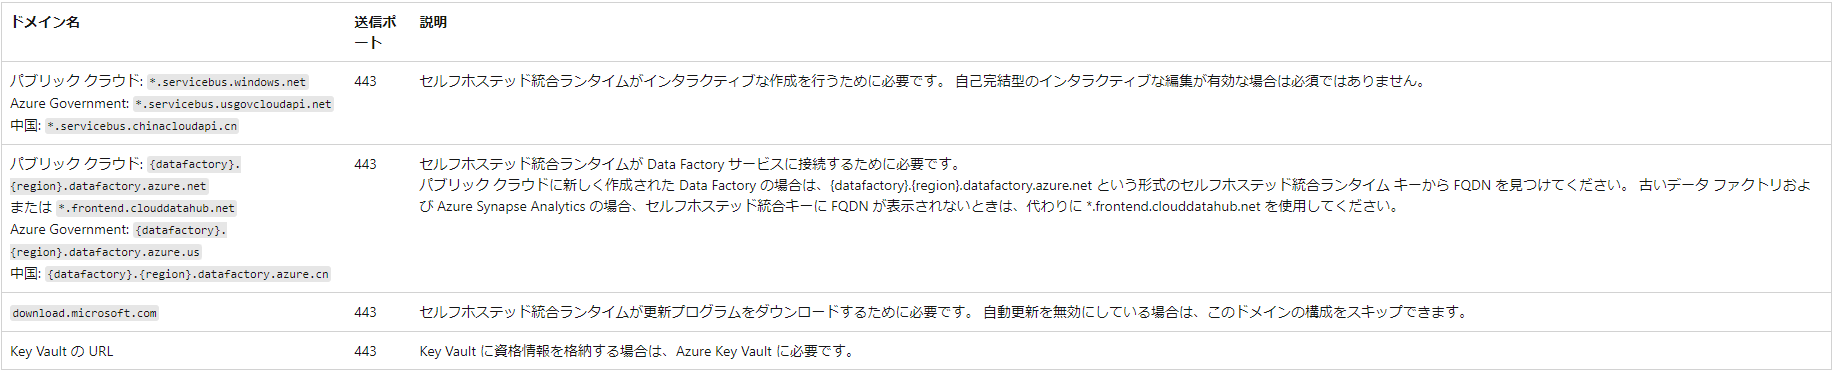 ドメイン名
送信ポ
ート
説明
パブリック クラウド: *.servicebus.windows.net
Azure Government: *.servicebus.usgovcloudapi.net
中国: *.servicebus.chinacloudapi.cn
443
セルフホステッド統合ランタイムがインタラクティブな作成を行うために必要です。 自己完結型のインタラクティブな編集が有効な場合は必須ではありません。
パブリック クラウド: {datafactory}.
{region}.datafactory.azure.net
または *.frontend.clouddatahub.net
Azure Government: {datafactory}.
{region}.datafactory.azure.us
中国: {datafactory}.{region}.datafactory.azure.cn
443
セルフホステッド統合ランタイムが Data Factory サービスに接続するために必要です。
パブリック クラウドに新しく作成された Data Factory の場合は、{datafactory}.{region}.datafactory.azure.net という形式のセルフホステッド統合ランタイム キーから FQDN を見つけてください。 古いデータ ファクトリおよ
び Azure Synapse Analytics の場合、セルフホステッド統合キーに FQDN が表示されないときは、代わりに *.frontend.clouddatahub.net を使用してください。
download.microsoft.com
443
セルフホステッド統合ランタイムが更新プログラムをダウンロードするために必要です。 自動更新を無効にしている場合は、このドメインの構成をスキップできます。
Key Vault の URL
443
Key Vault に資格情報を格納する場合は、Azure Key Vault に必要です。